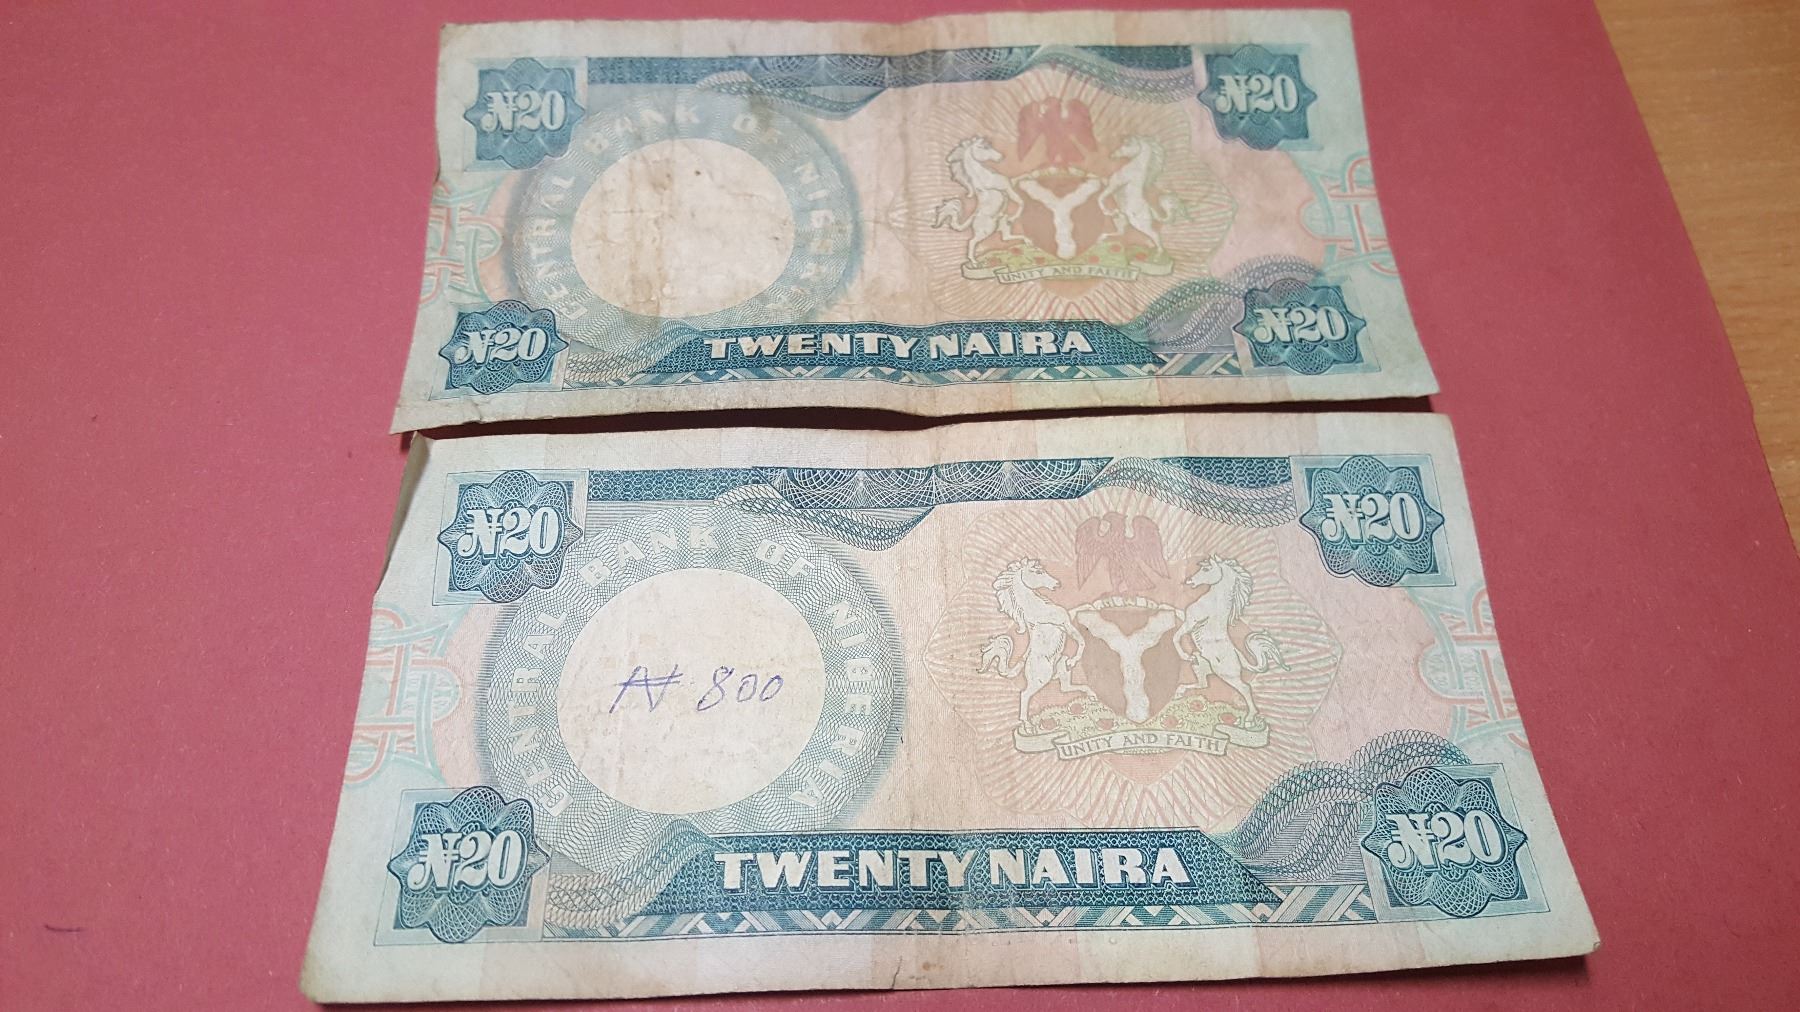 ₦20
₦20
CENTRAL BANK OF NIGERIA
UNITY AND FAITH
₦20
TWENTY NAIRA
₦20
₦20
₦20
CENTRAL BANK OF NIGERIA
₦ 800
UNITY AND FAITH
₦20
TWENTY NAIRA
₦20